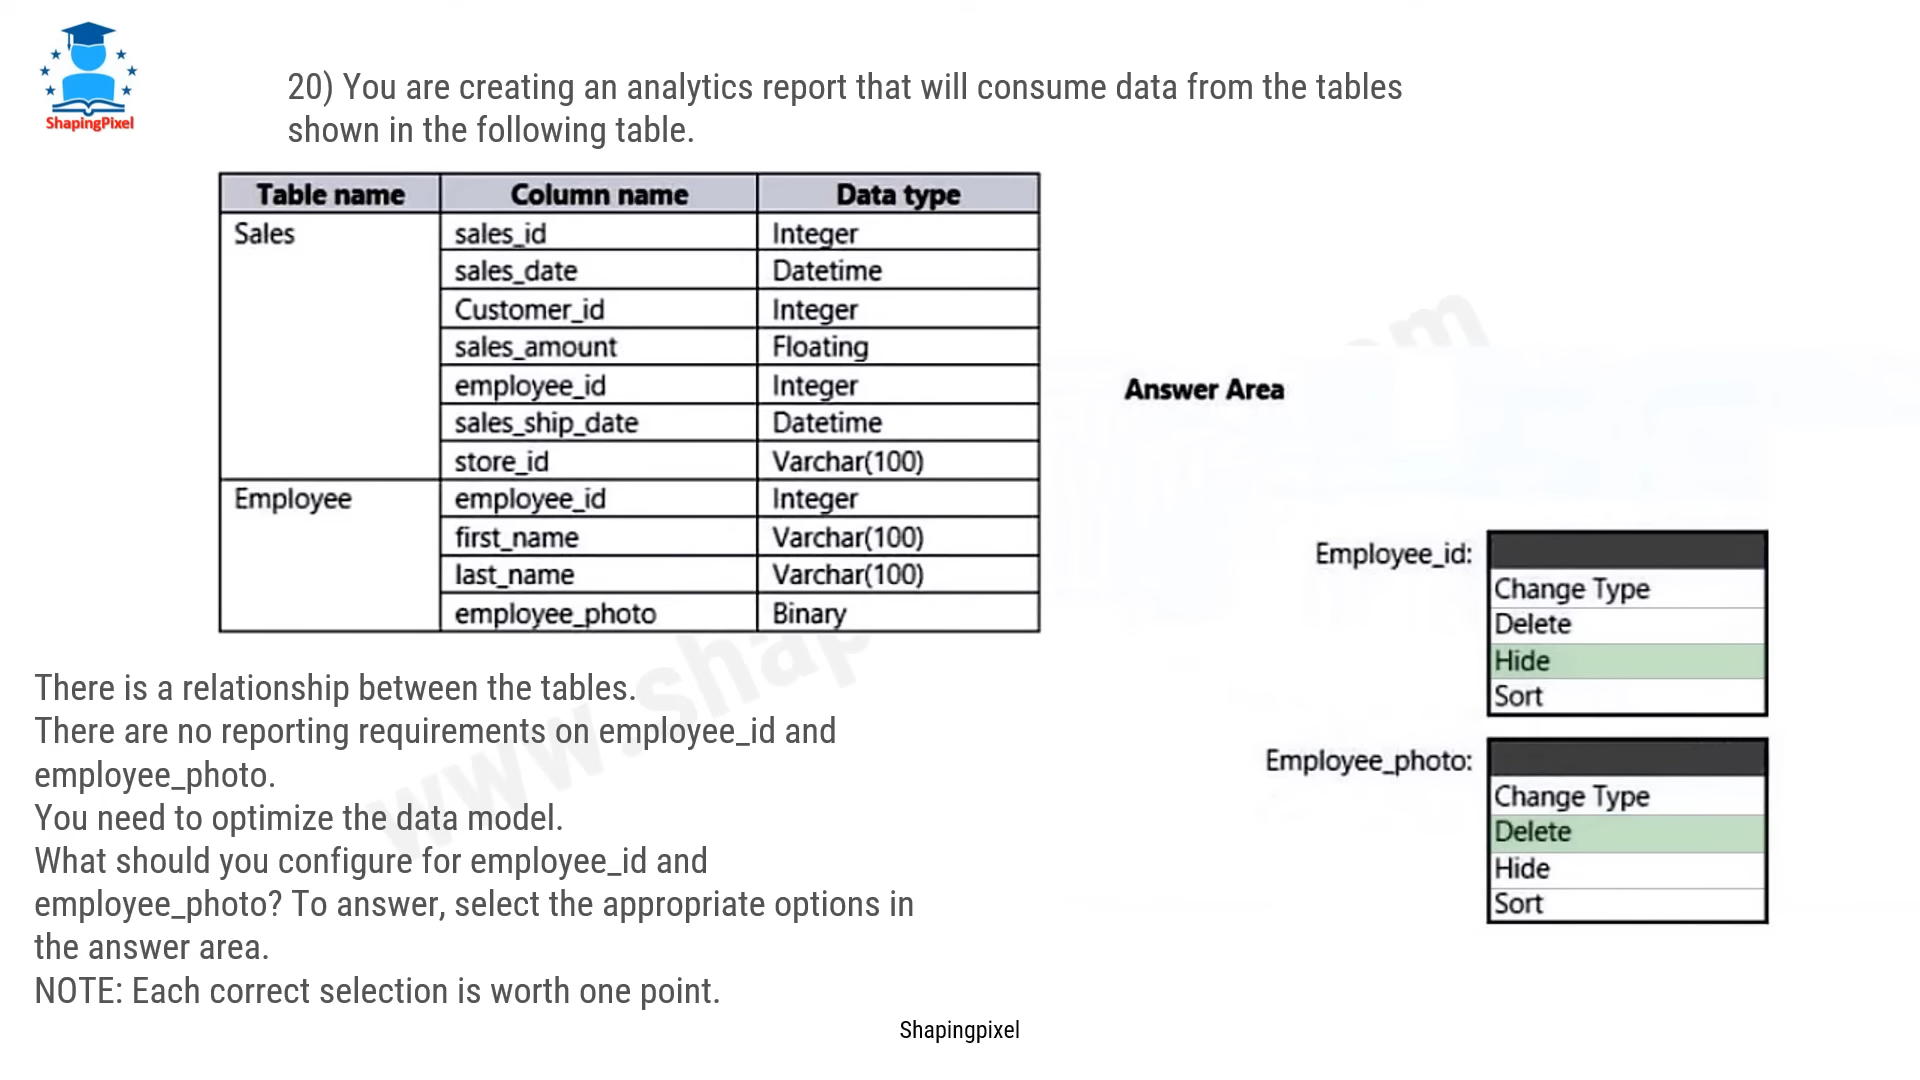 ShapingPixel
20) You are creating an analytics report that will consume data from the tables
shown in the following table.
Table name Column name Data type
Sales sales_id Integer
sales_date Datetime
Customer_id Integer
sales_amount Floating
employee_id Integer
sales_ship_date Datetime
store_id Varchar(100)
Employee employee_id Integer
first_name Varchar(100)
last_name Varchar(100)
employee_photo Binary
There is a relationship between the tables.
There are no reporting requirements on employee_id and
employee_photo.
You need to optimize the data model.
What should you configure for employee_id and
employee_photo? To answer, select the appropriate options in
the answer area.
NOTE: Each correct selection is worth one point.
Answer Area
Employee_id:
Change Type
Delete
Hide
Sort
Employee_photo:
Change Type
Delete
Hide
Sort
www.shap
om
Shapingpixel